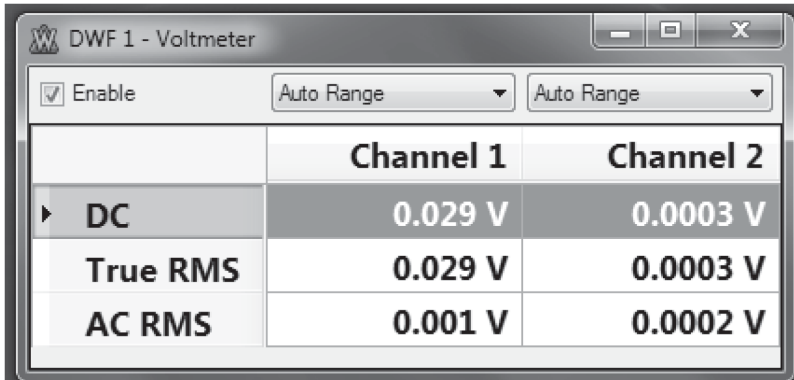 DWF 1 - Voltmeter
Enable Auto Range Auto Range
Channel 1 Channel 2
DC 0.029 V 0.0003 V
True RMS 0.029 V 0.0003 V
AC RMS 0.001 V 0.0002 V